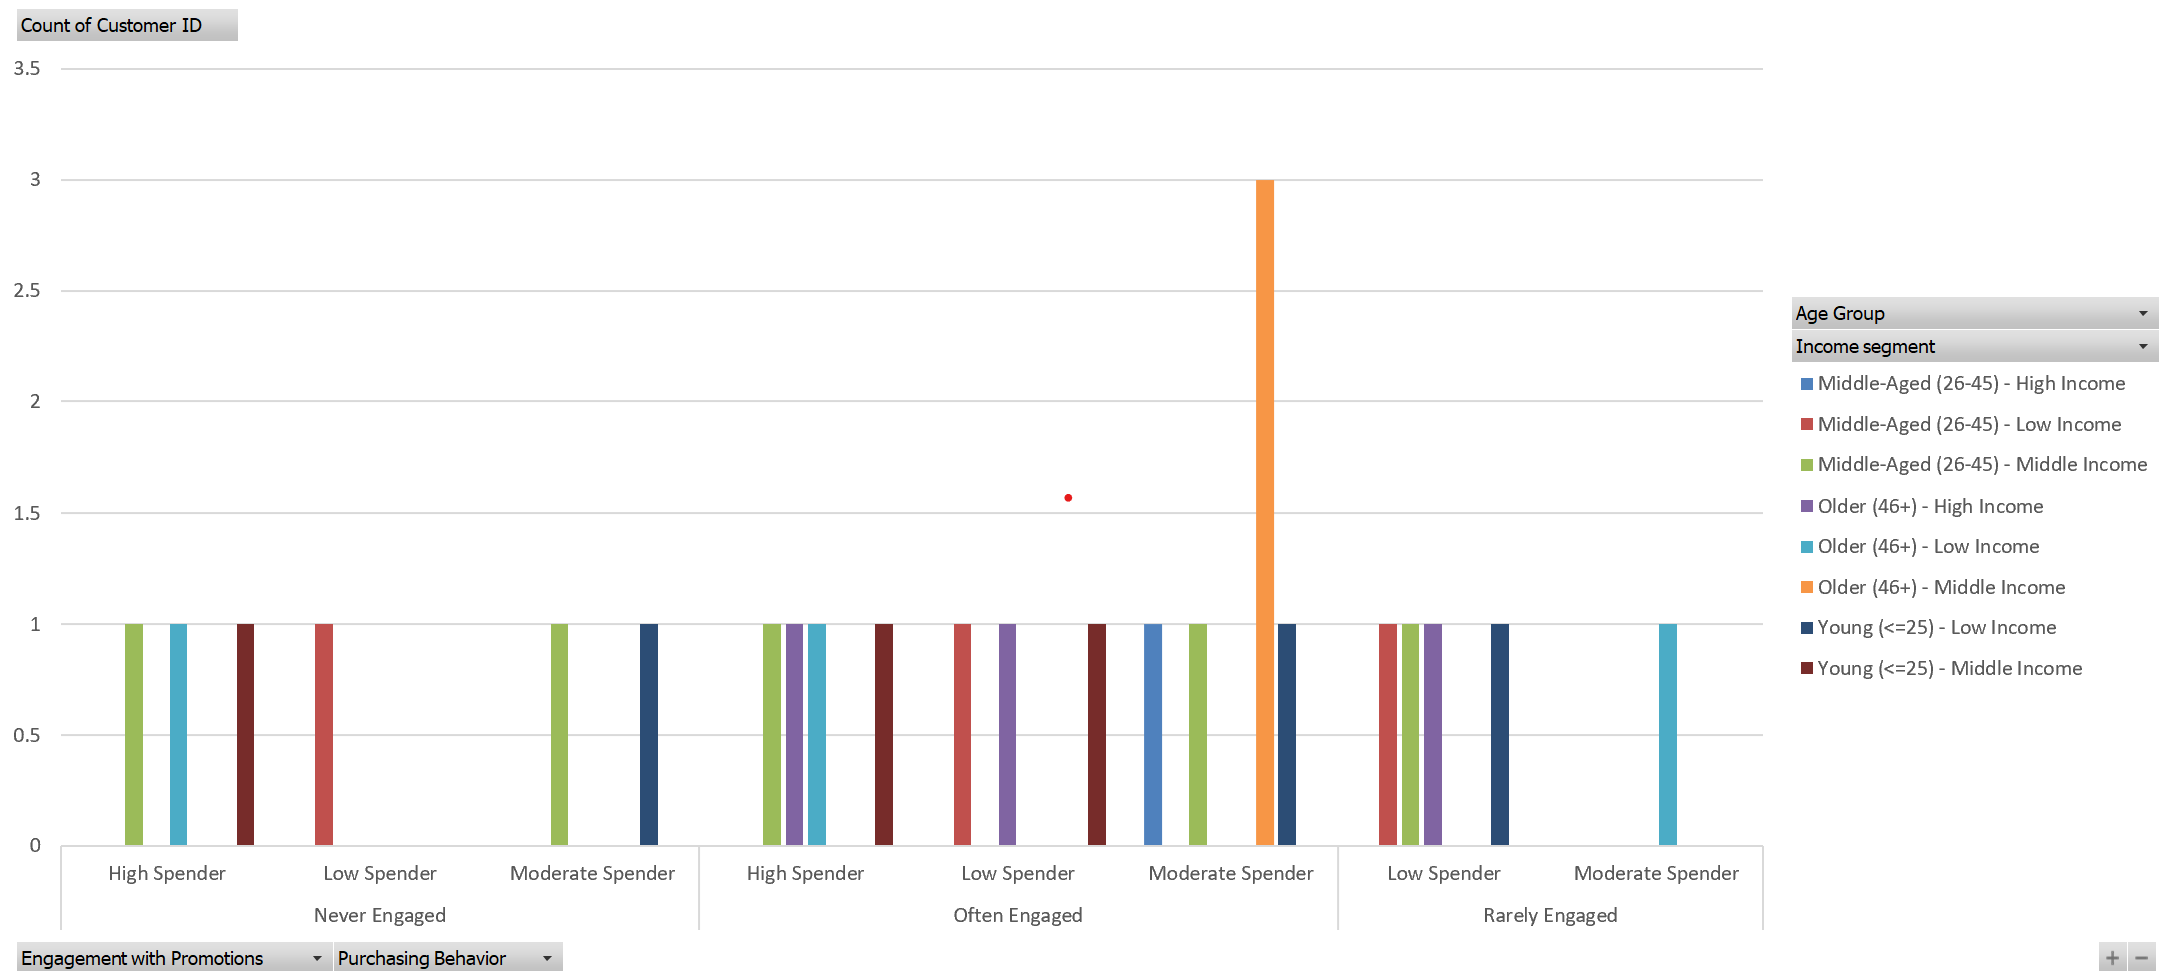 Count of Customer ID
3.5
3
2.5
2
1.5
1
0.5
0
High Spender Low Spender Moderate Spender High Spender Low Spender Moderate Spender Low Spender Moderate Spender
Never Engaged Often Engaged Rarely Engaged
Engagement with Promotions Purchasing Behavior
Age Group
Income segment
Middle-Aged (26-45) - High Income
Middle-Aged (26-45) - Low Income
Middle-Aged (26-45) - Middle Income
Older (46+) - High Income
Older (46+) - Low Income
Older (46+) - Middle Income
Young (<=25) - Low Income
Young (<=25) - Middle Income
+ −